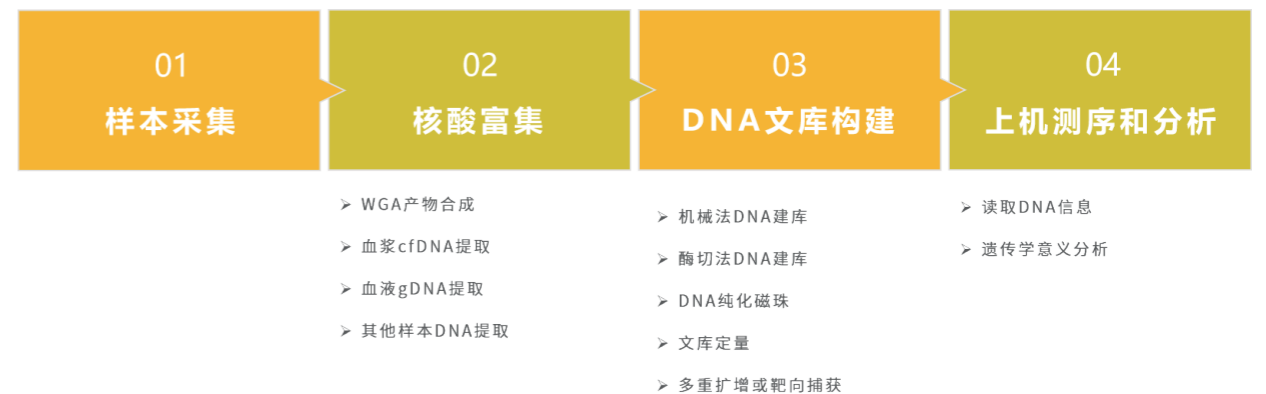 01
样本采集
02
核酸富集
WGA产物合成
血浆cfDNA提取
血液gDNA提取
其他样本DNA提取
03
DNA文库构建
机械法DNA建库
酶切法DNA建库
DNA纯化磁珠
文库定量
多重扩增或靶向捕获
04
上机测序和分析
读取DNA信息
遗传学意义分析